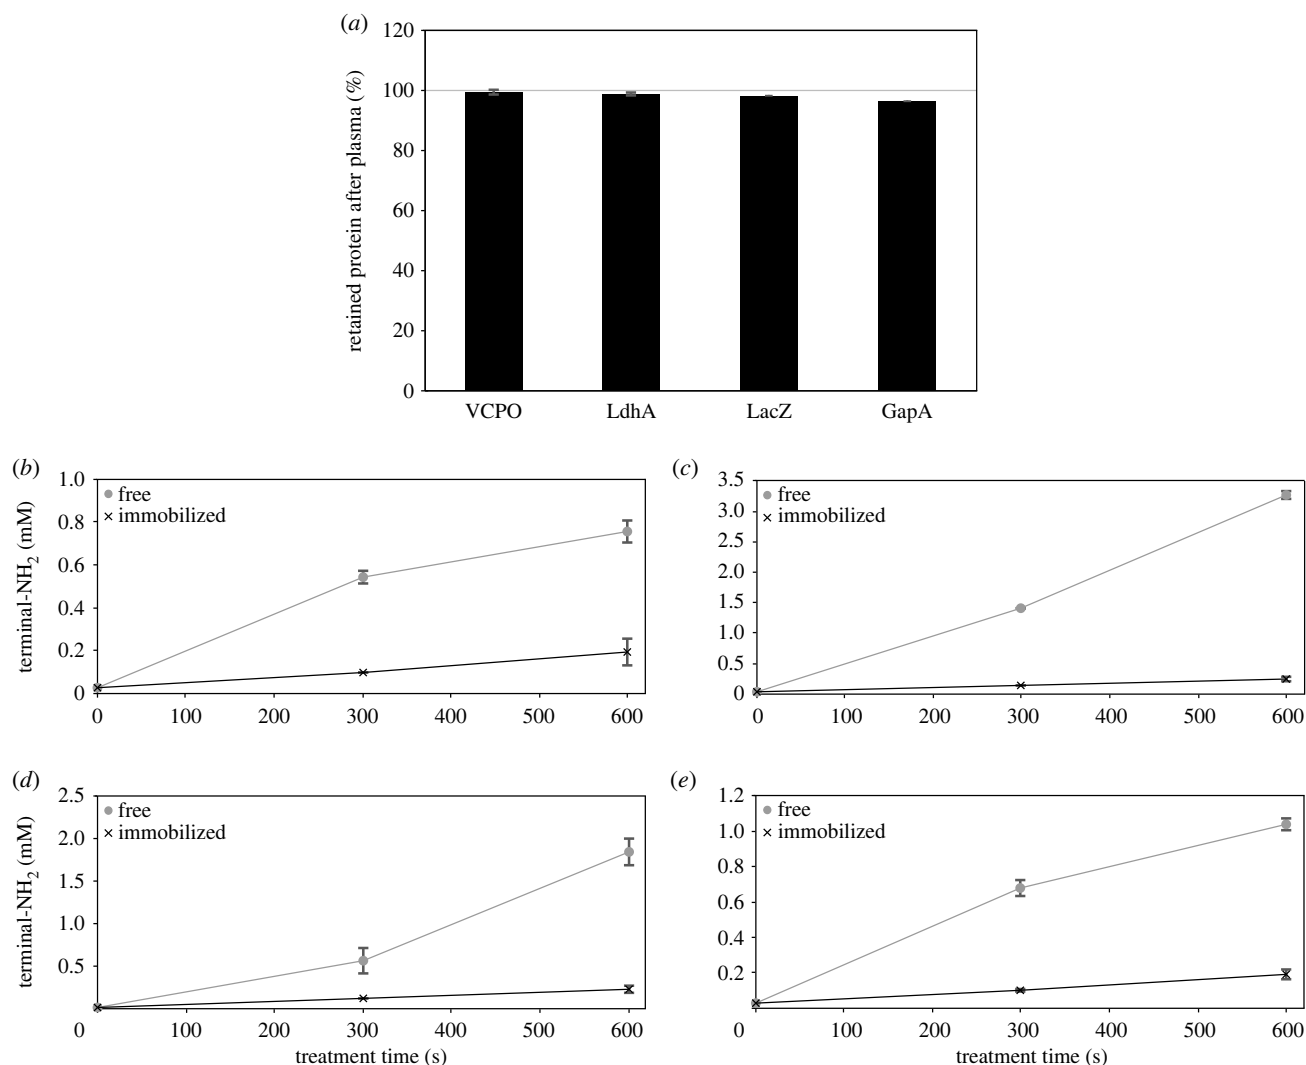 (a)
retained protein after plasma (%)
120
100
80
60
40
20
0
VCPO LdhA LacZ GapA
(b)
terminal-NH2 (mM)
1.0
0.8
0.6
0.4
0.2
0
free
immobilized
0 100 200 300 400 500 600
(c)
3.5
3.0
2.5
2.0
1.5
1.0
0.5
0
free
immobilized
0 100 200 300 400 500 600
(d)
terminal-NH2 (mM)
2.5
2.0
1.5
1.0
0.5
free
immobilized
0 100 200 300 400 500 600
treatment time (s)
(e)
1.2
1.0
0.8
0.6
0.4
0.2
free
immobilized
0 100 200 300 400 500 600
treatment time (s)